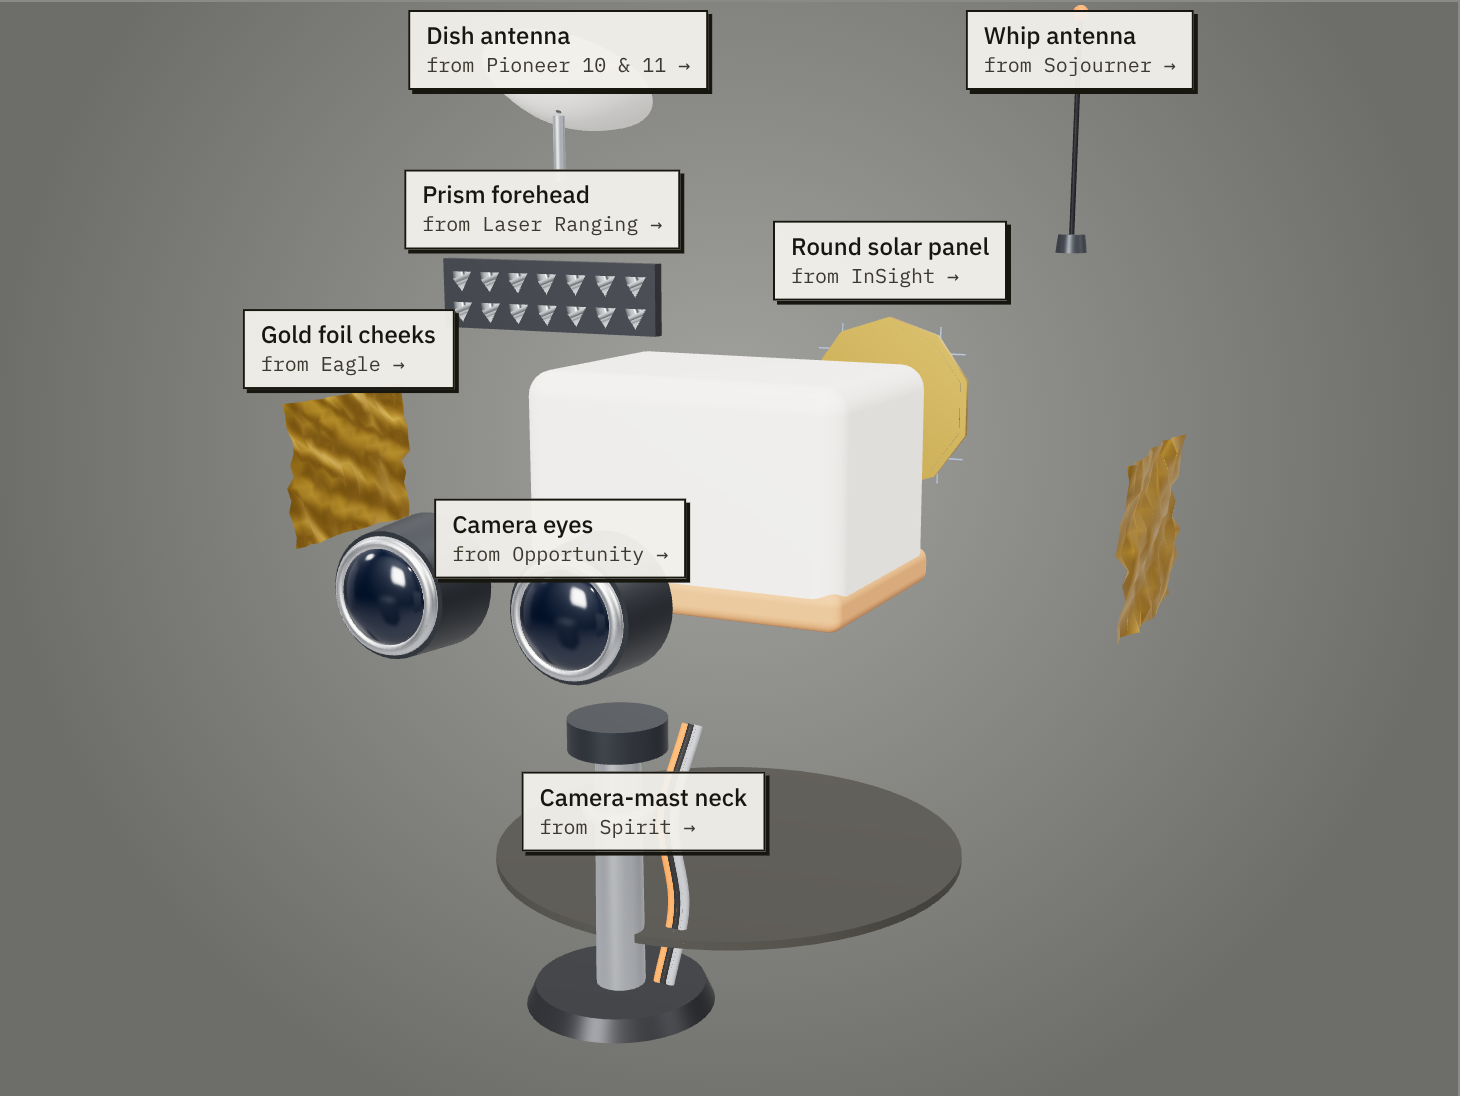 Dish antenna
from Pioneer 10 & 11 →
Whip antenna
from Sojourner →
Prism forehead
from Laser Ranging →
Round solar panel
from InSight →
Gold foil cheeks
from Eagle →
Camera eyes
from Opportunity →
Camera-mast neck
from Spirit →